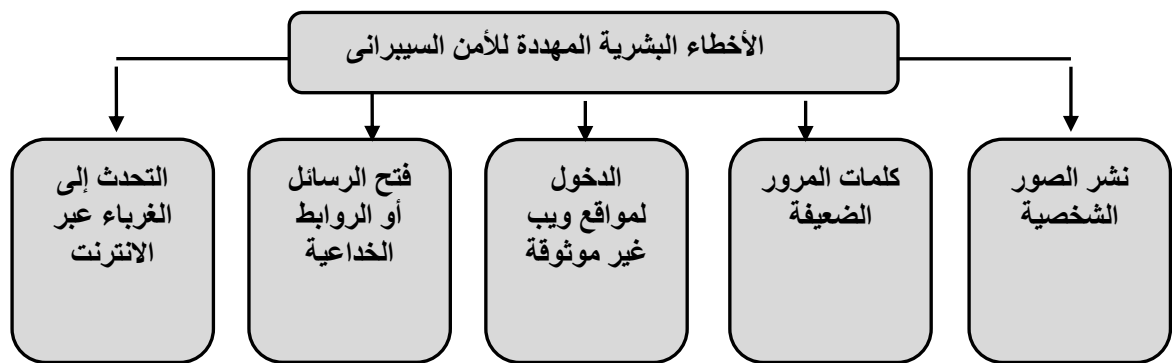 الأخطاء البشرية المهددة للأمن السيبرانى
نشر الصور
الشخصية
كلمات المرور
الضعيفة
الدخول
لمواقع ويب
غير موثوقة
فتح الرسائل
أو الروابط
الخداعية
التحدث إلى
الغرباء عبر
الانترنت